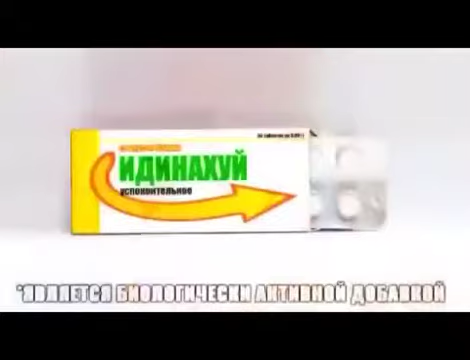 ИДИНАХУЙ
успокоительное
*ЯВЛЯЕТСЯ БИОЛОГИЧЕСКИ АКТИВНОЙ ДОБАВКОЙ